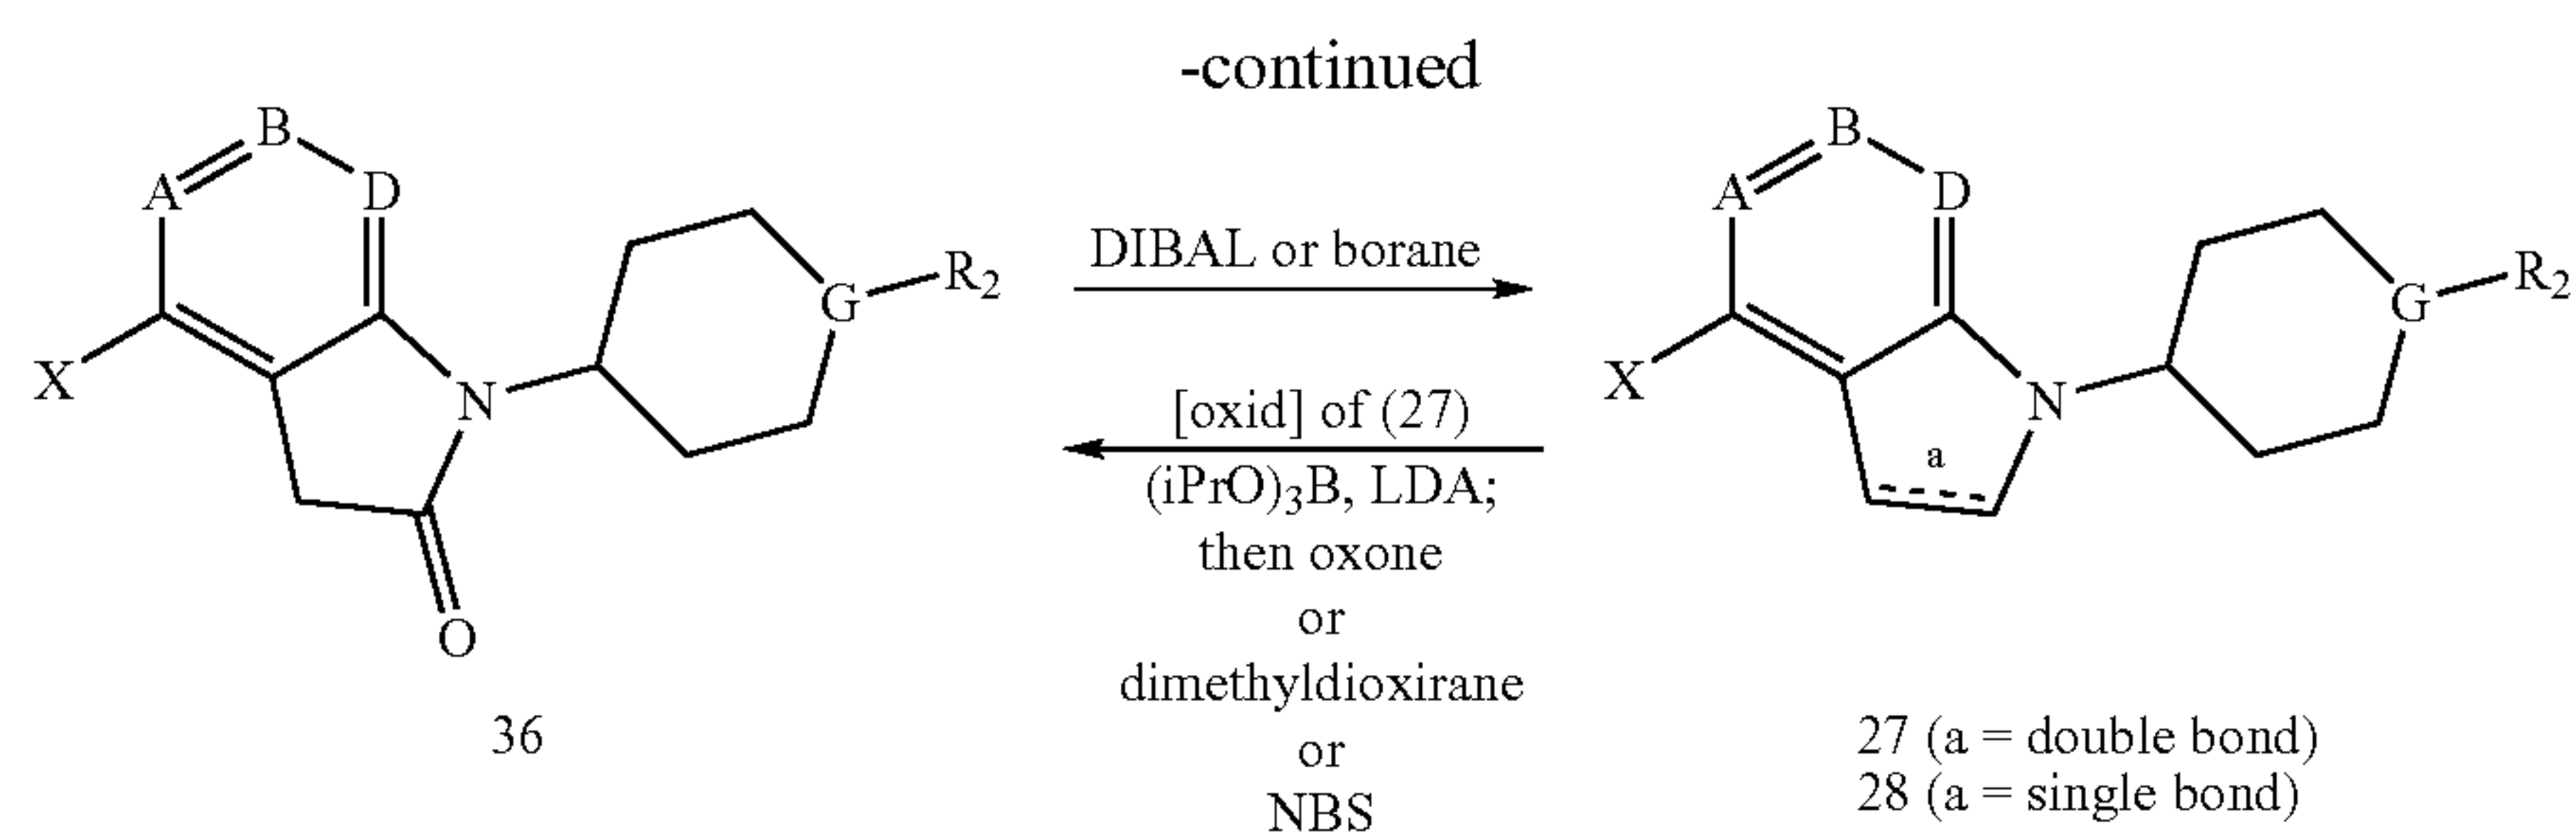 -continued
B
A
D
X
N
G
R2
O
36
DIBAL or borane
[oxid] of (27)
(iPrO)3B, LDA;
then oxone
or
dimethyldioxirane
or
NBS
B
A
D
X
N
G
R2
a
27 (a = double bond)
28 (a = single bond)